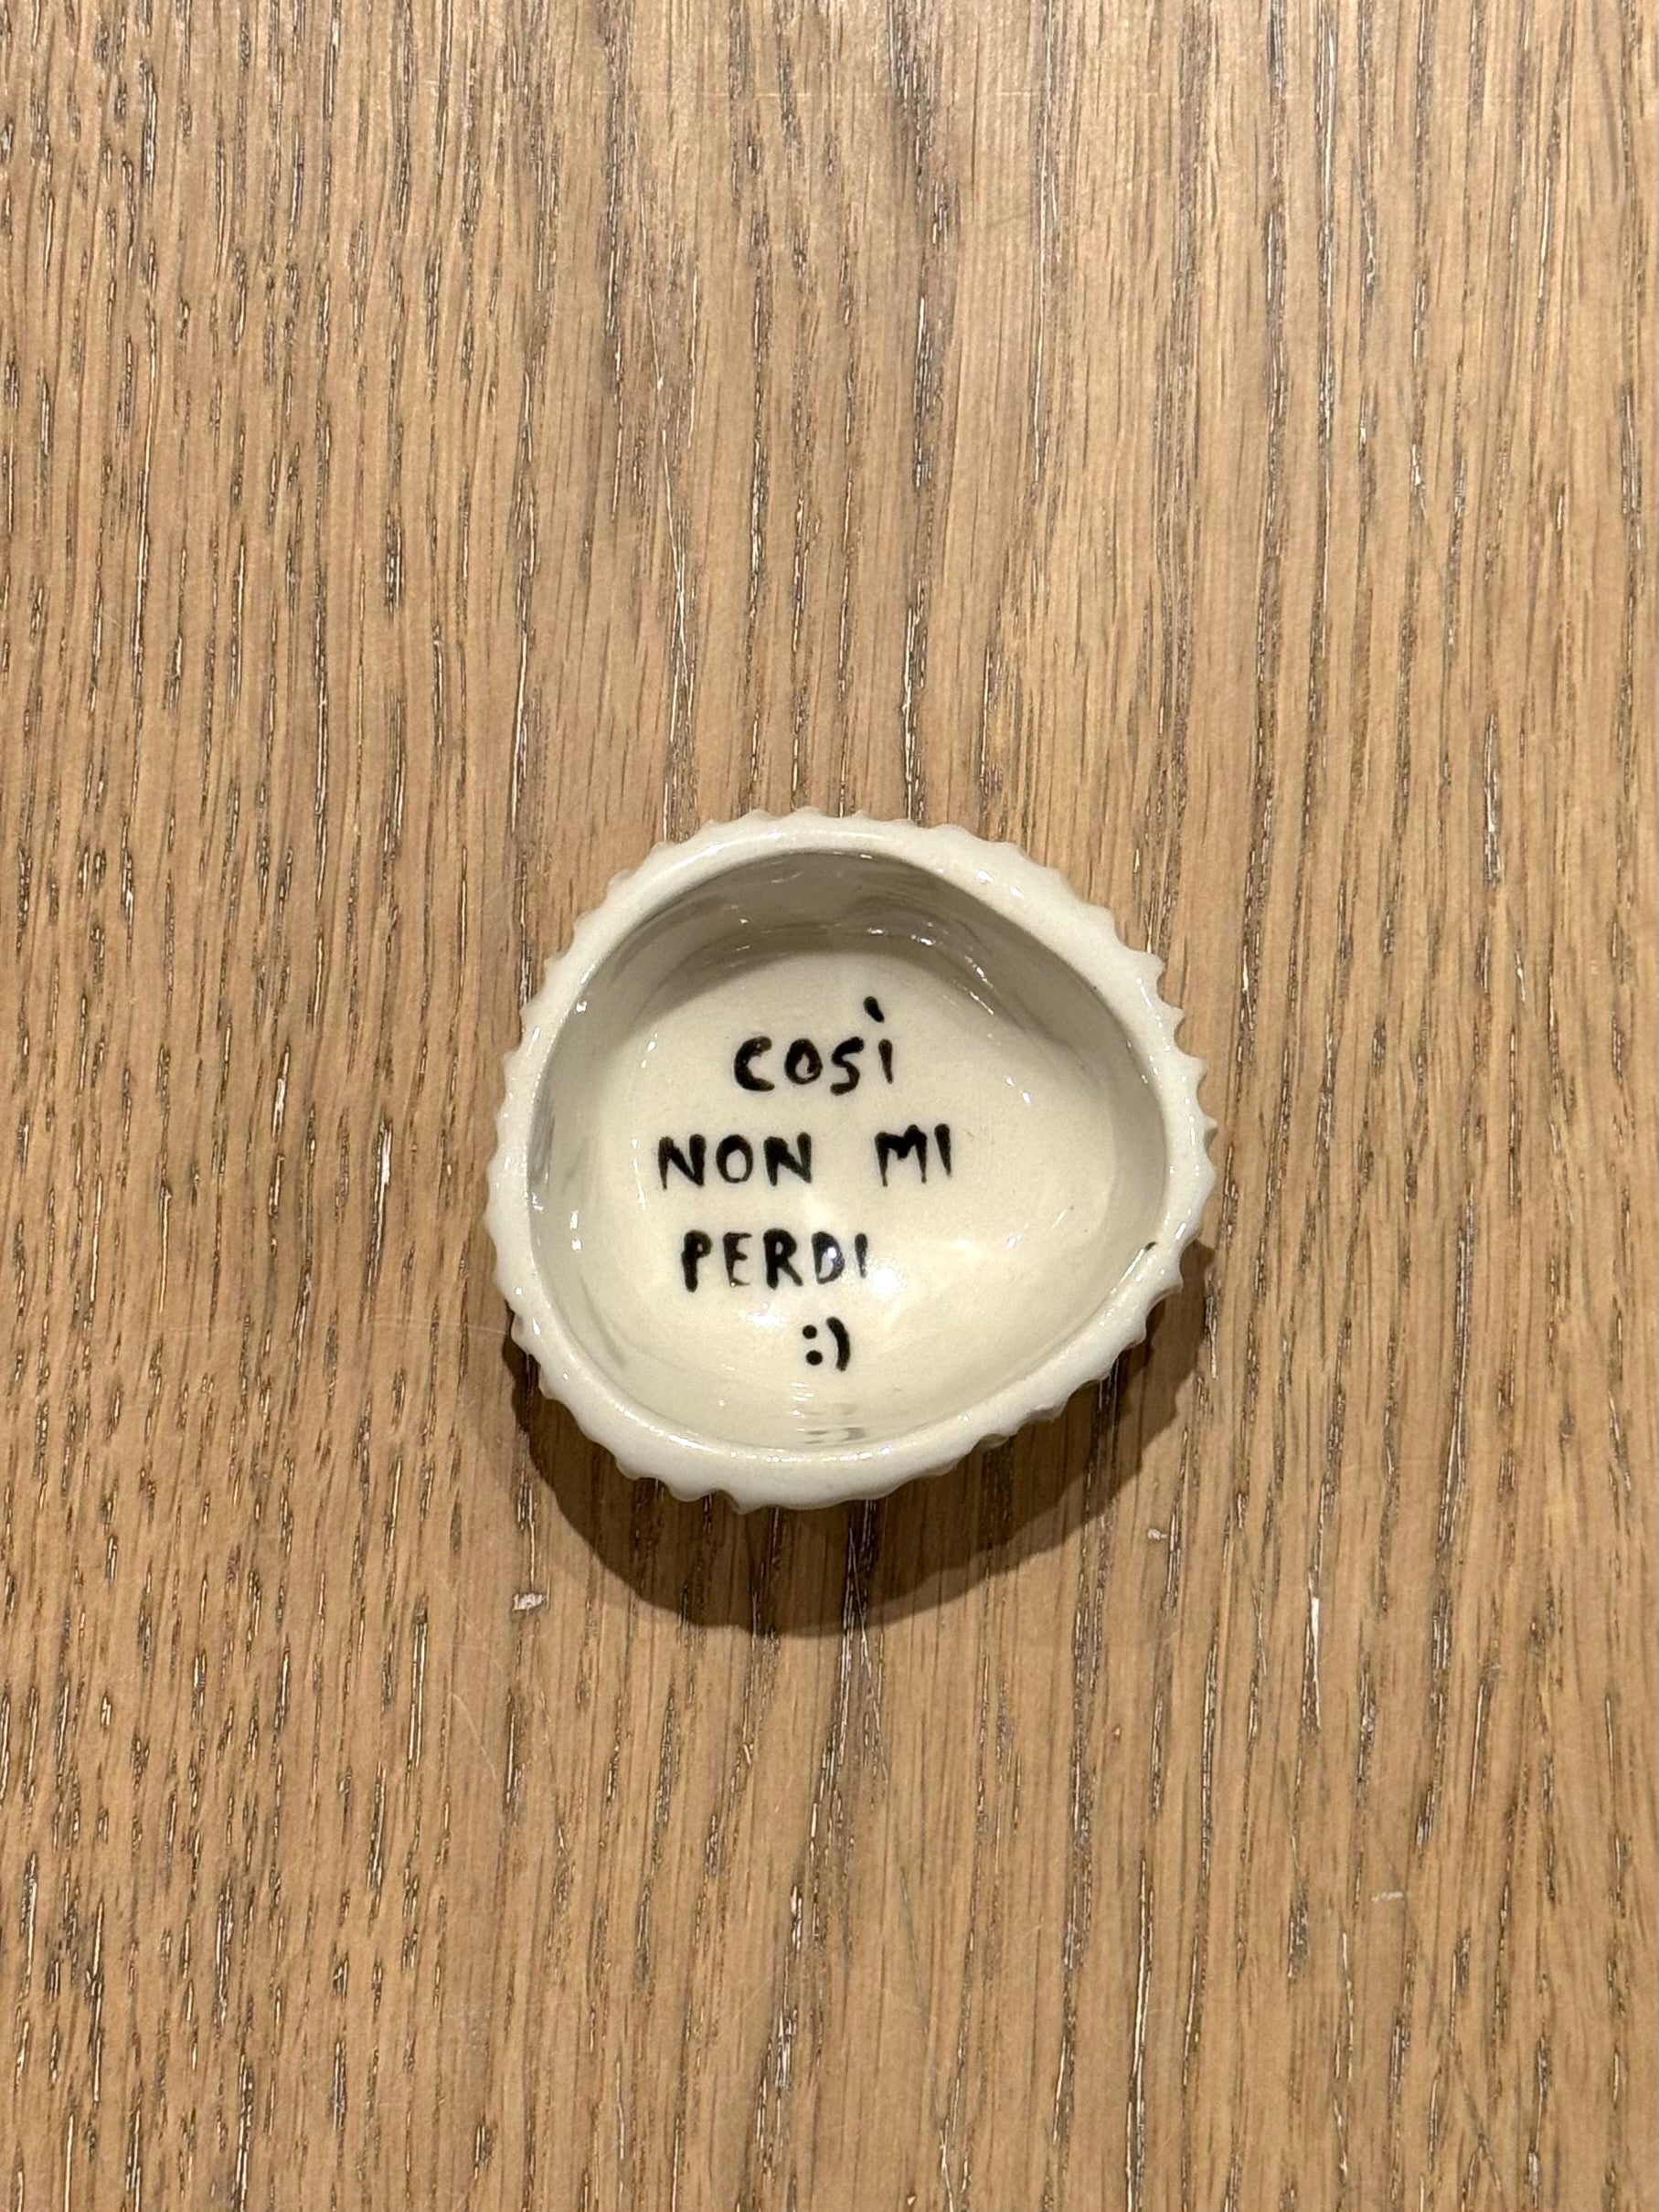 COSÌ
NON MI
PERDI
:)